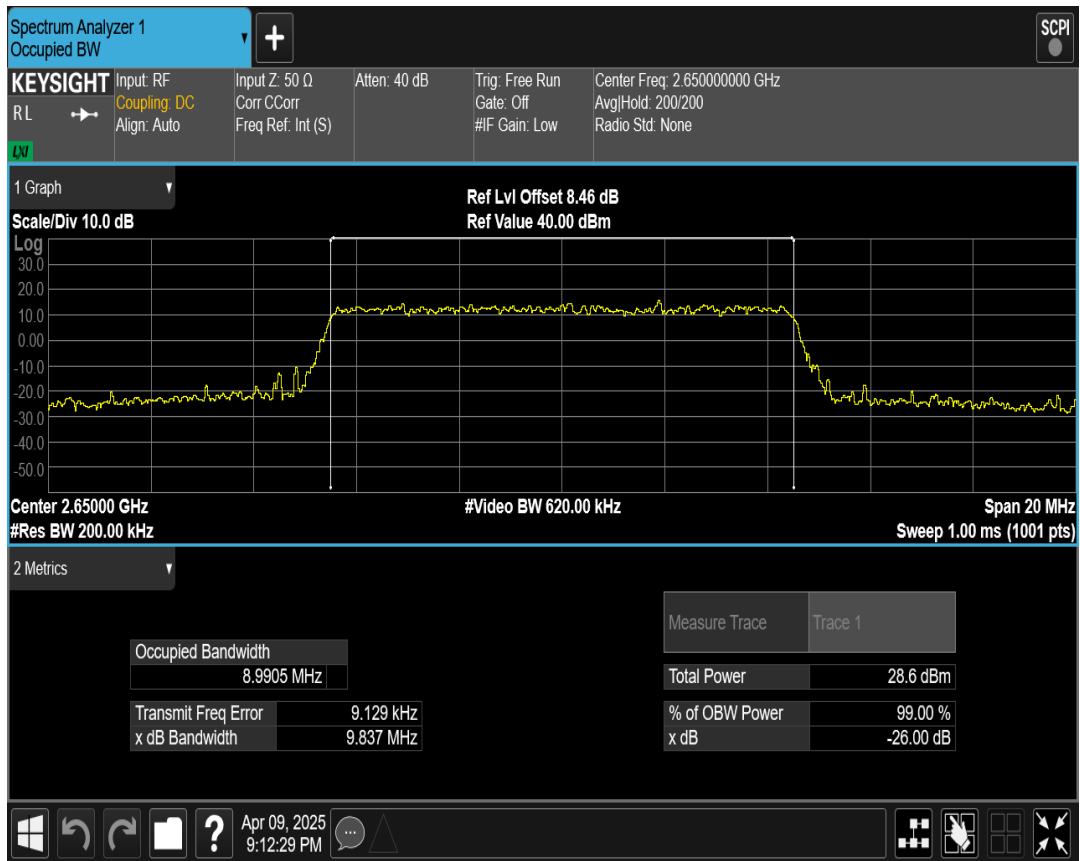 Spectrum Analyzer 1
Occupied BW
▼
+
SCPI
KEYSIGHT
RL
LXI
Input: RF
Coupling: DC
Align: Auto
Input Z: 50 Ω
Corr CCorr
Freq Ref: Int (S)
Atten: 40 dB
Trig: Free Run
Gate: Off
#IF Gain: Low
Center Freq: 2.650000000 GHz
Avg|Hold: 200/200
Radio Std: None
1 Graph
Scale/Div 10.0 dB
Ref Lvl Offset 8.46 dB
Ref Value 40.00 dBm
Log
30.0
20.0
10.0
0.00
-10.0
-20.0
-30.0
-40.0
-50.0
Center 2.65000 GHz
#Res BW 200.00 kHz
#Video BW 620.00 kHz
Span 20 MHz
Sweep 1.00 ms (1001 pts)
2 Metrics
Occupied Bandwidth
8.9905 MHz
Transmit Freq Error 9.129 kHz
x dB Bandwidth 9.837 MHz
Measure Trace Trace 1
Total Power 28.6 dBm
% of OBW Power 99.00 %
x dB -26.00 dB
?
Apr 09, 2025
9:12:29 PM